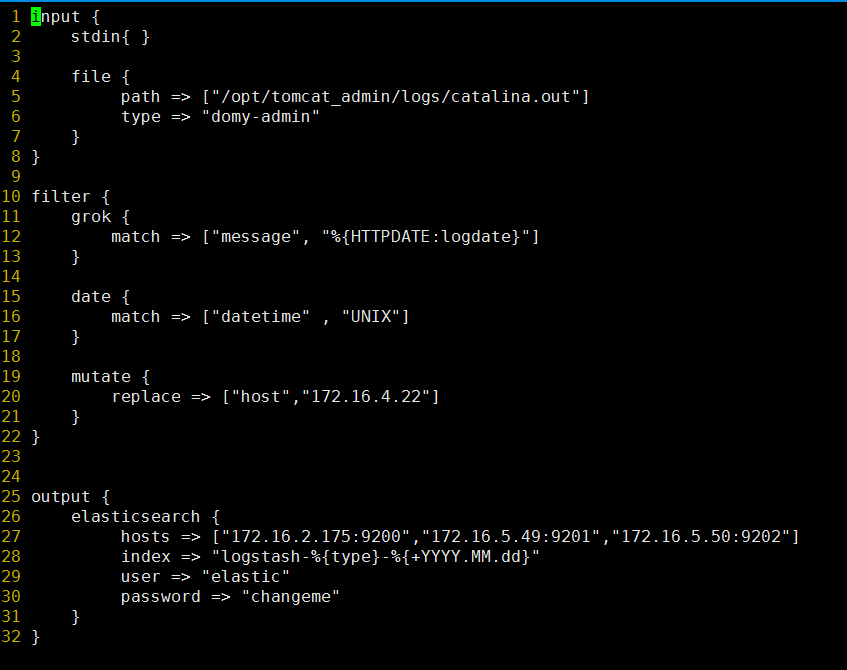 1 input {
2     stdin{ }
3
4     file {
5          path => ["/opt/tomcat_admin/logs/catalina.out"]
6          type => "domy-admin"
7     }
8 }
9
10 filter {
11     grok {
12         match => ["message", "%{HTTPDATE:logdate}"]
13     }
14
15     date {
16         match => ["datetime" , "UNIX"]
17     }
18
19     mutate {
20         replace => ["host","172.16.4.22"]
21     }
22 }
23
24
25 output {
26     elasticsearch {
27          hosts => ["172.16.2.175:9200","172.16.5.49:9201","172.16.5.50:9202"]
28          index => "logstash-%{type}-%{+YYYY.MM.dd}"
29          user => "elastic"
30          password => "changeme"
31     }
32 }